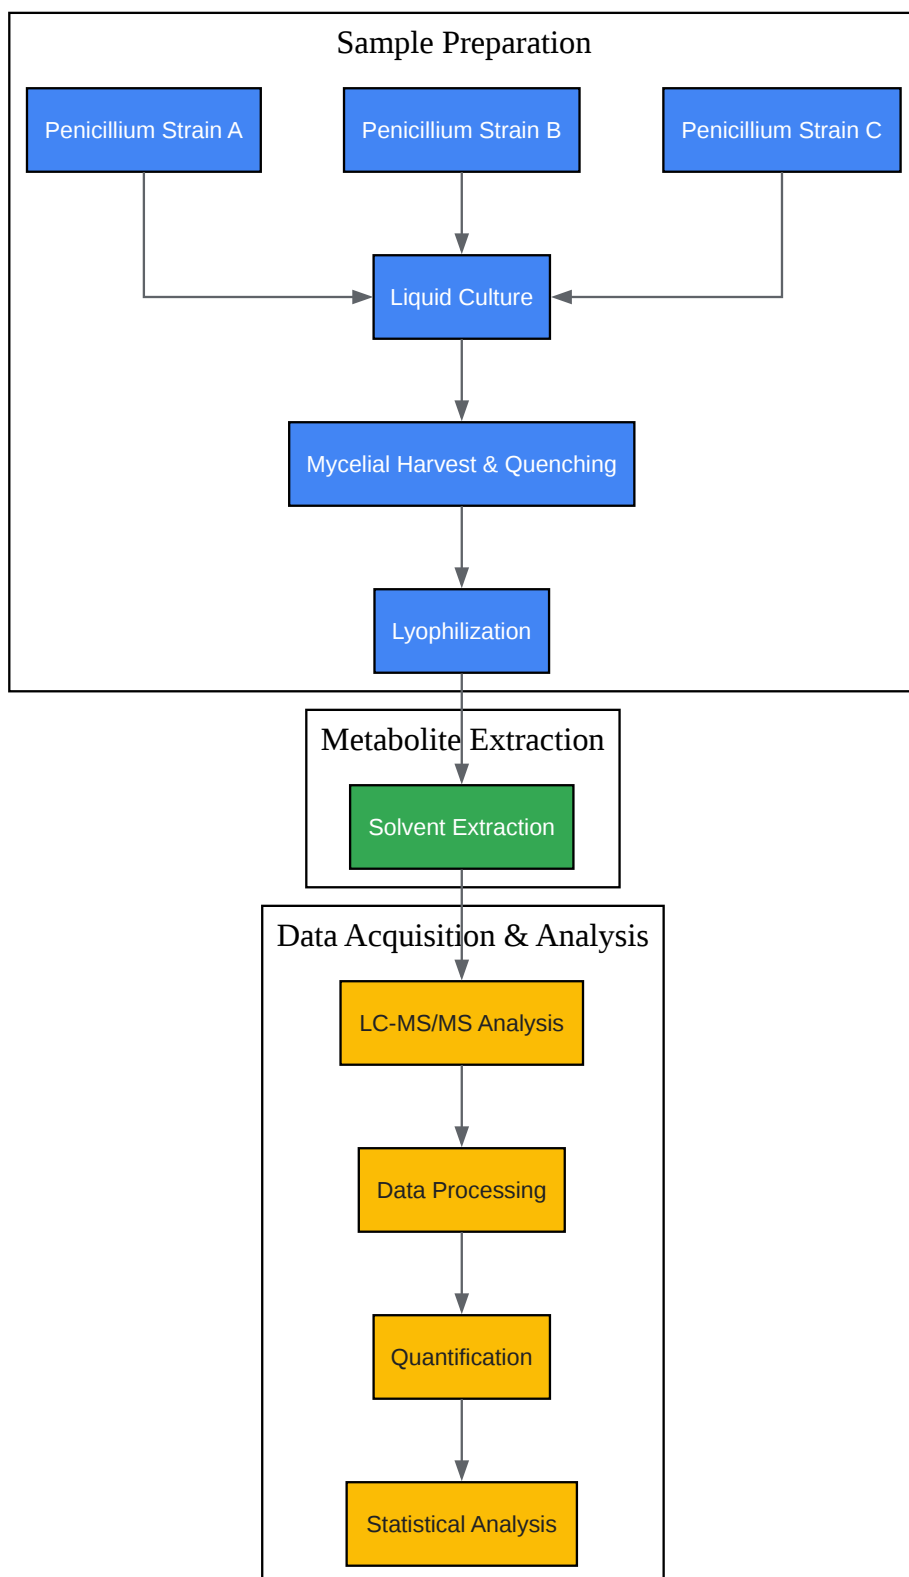 Sample Preparation
Penicillium Strain A
Penicillium Strain B
Penicillium Strain C
Liquid Culture
Mycelial Harvest & Quenching
Lyophilization
Metabolite Extraction
Solvent Extraction
Data Acquisition & Analysis
LC-MS/MS Analysis
Data Processing
Quantification
Statistical Analysis